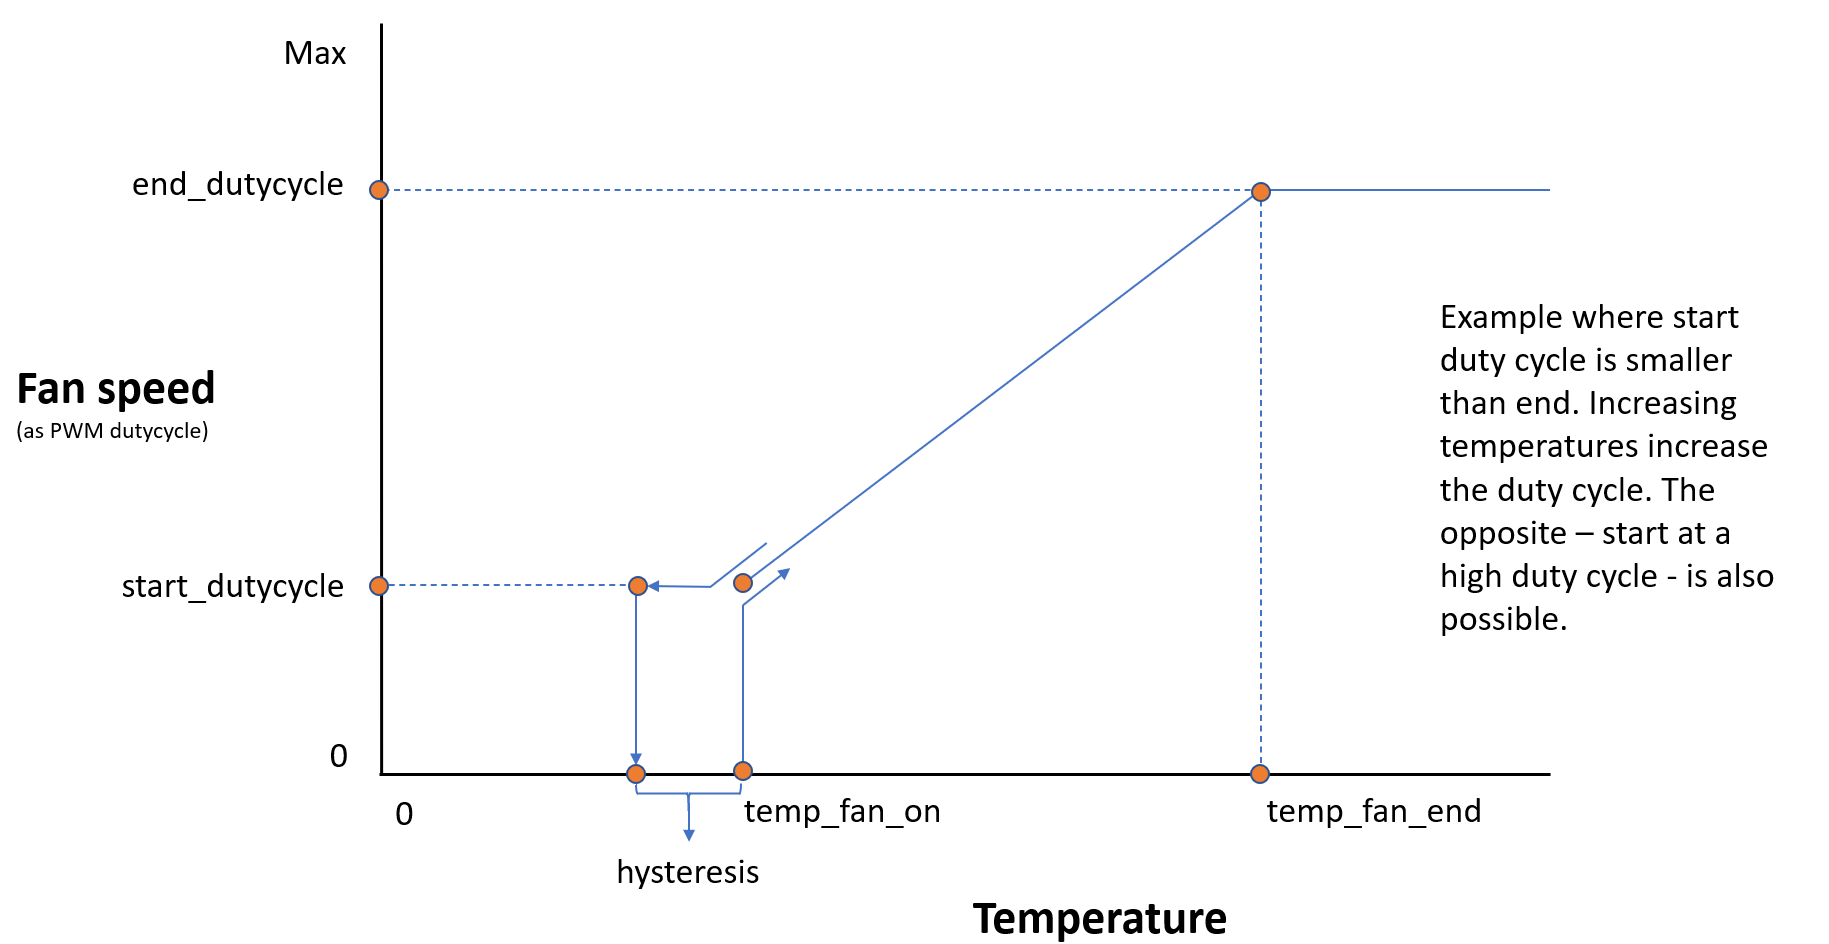 Max
end_dutycycle
Fan speed
(as PWM dutycycle)
start_dutycycle
0
0
temp_fan_on
temp_fan_end
hysteresis
Temperature
Example where start
duty cycle is smaller
than end. Increasing
temperatures increase
the duty cycle. The
opposite – start at a
high duty cycle - is also
possible.